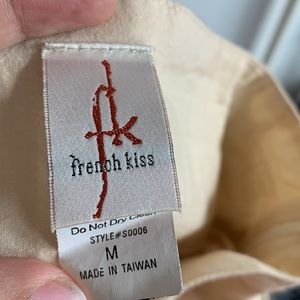 fk
french kiss
Do Not Dry Clean
STYLE#S0006
M
MADE IN TAIWAN